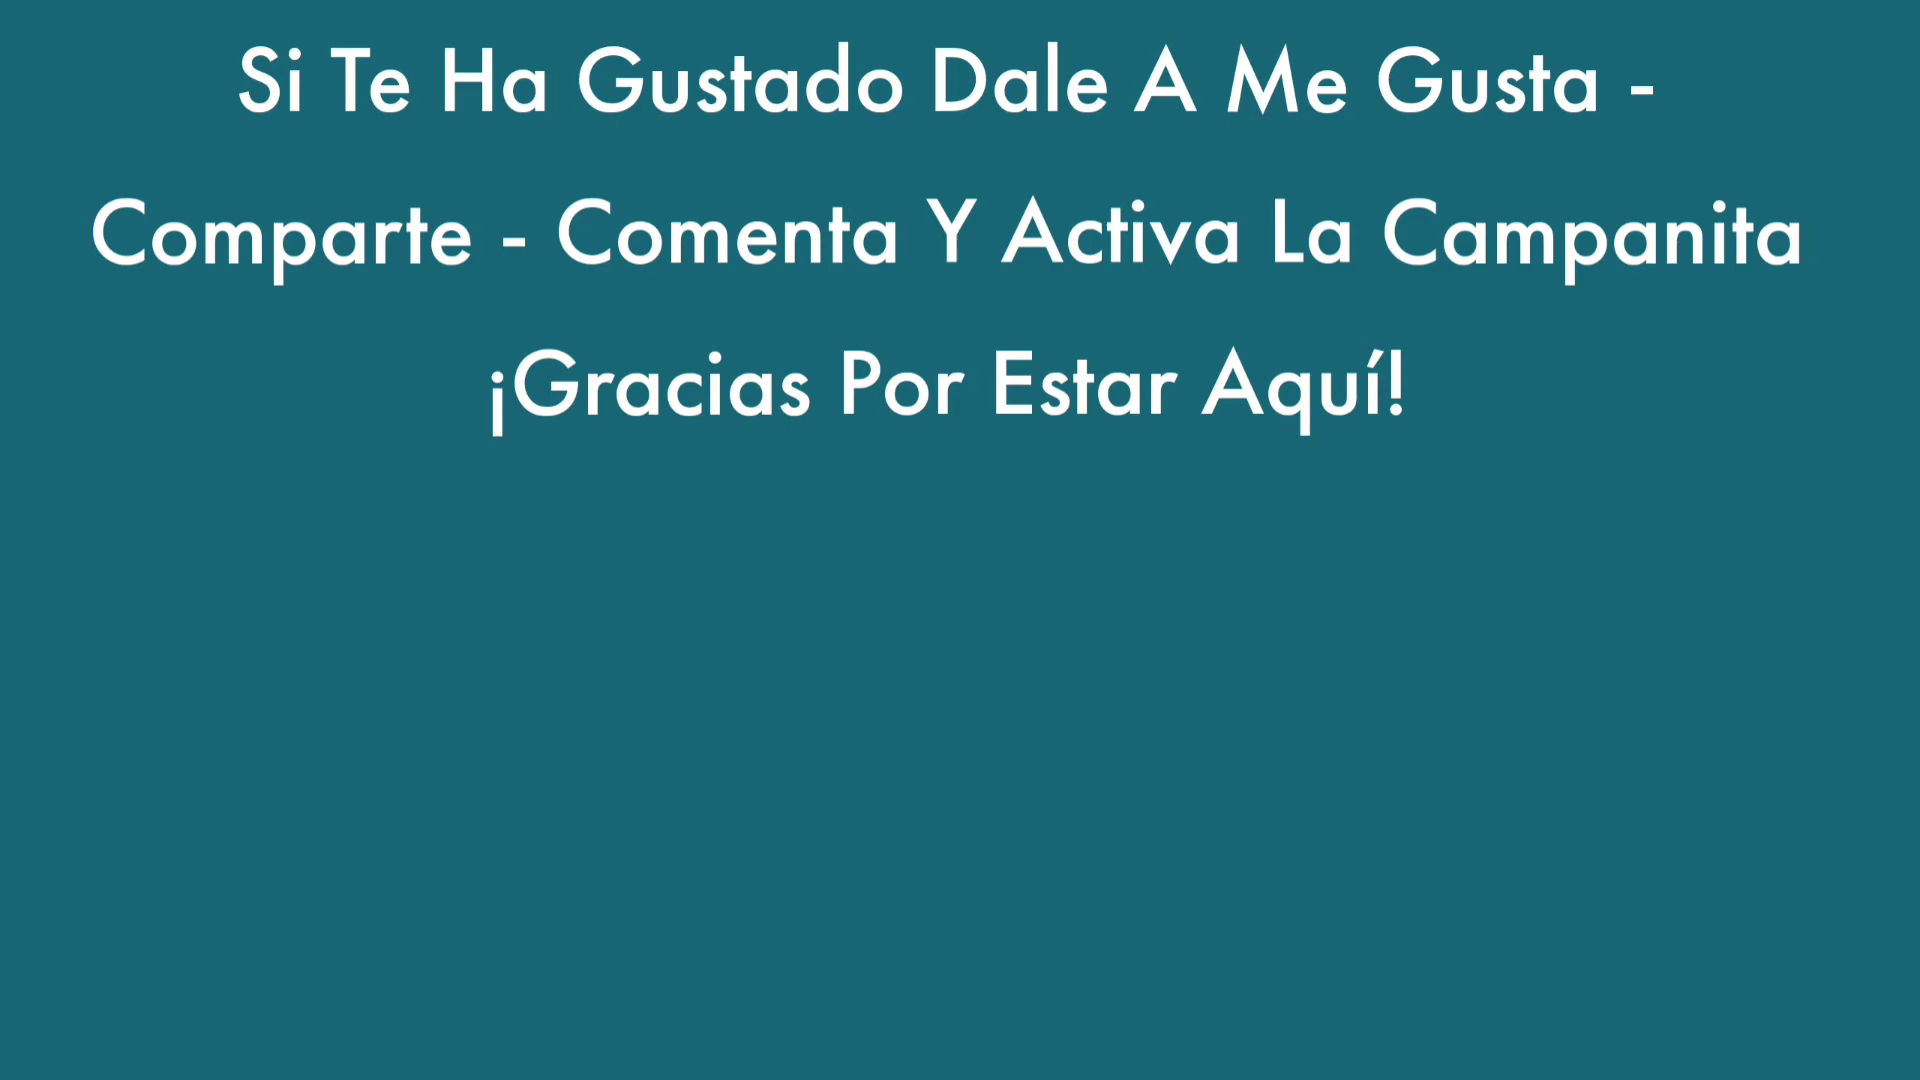 Si Te Ha Gustado Dale A Me Gusta -
Comparte - Comenta Y Activa La Campanita
¡Gracias Por Estar Aquí!